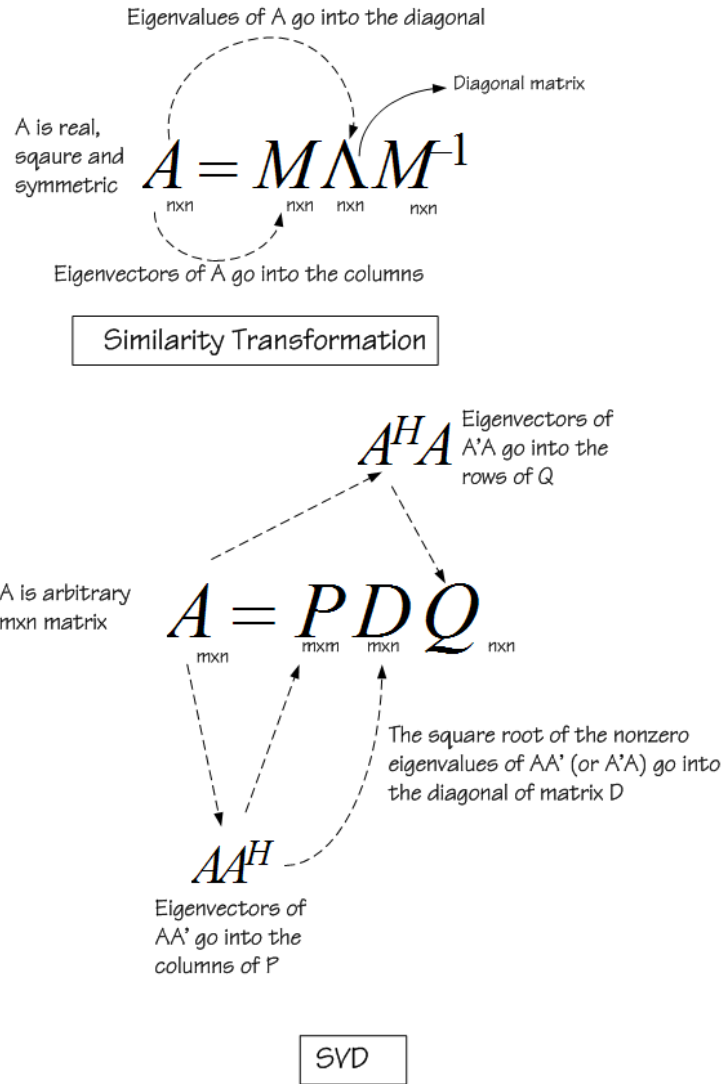 Eigenvalues of A go into the diagonal
Diagonal matrix
A is real,
sqaure and
symmetric
A = M Λ M⁻¹
nxn nxn nxn nxn
Eigenvectors of A go into the columns
Similarity Transformation
AᴴA
Eigenvectors of
A'A go into the
rows of Q
A is arbitrary
mxn matrix
A = P D Q
mxn mxm mxn nxn
The square root of the nonzero
eigenvalues of AA' (or A'A) go into
the diagonal of matrix D
AAᴴ
Eigenvectors of
AA' go into the
columns of P
SVD